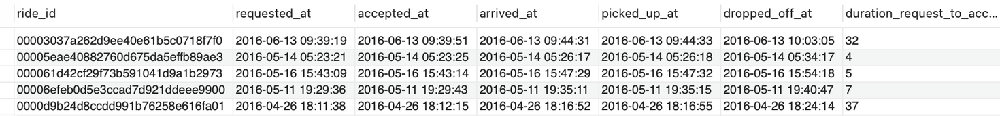 ride_id requested_at accepted_at arrived_at picked_up_at dropped_off_at duration_request_to_acc...
00003037a262d9ee40e61b5c0718f7f0 2016-06-13 09:39:19 2016-06-13 09:39:51 2016-06-13 09:44:31 2016-06-13 09:44:33 2016-06-13 10:03:05 32
00005eae40882760d675da5effb89ae3 2016-05-14 05:23:21 2016-05-14 05:23:25 2016-05-14 05:26:17 2016-05-14 05:26:18 2016-05-14 05:34:17 4
000061d42cf29f73b591041d9a1b2973 2016-05-16 15:43:09 2016-05-16 15:43:14 2016-05-16 15:47:29 2016-05-16 15:47:32 2016-05-16 15:54:18 5
00006efeb0d5e3ccad7d921ddeee9900 2016-05-11 19:29:36 2016-05-11 19:29:43 2016-05-11 19:35:11 2016-05-11 19:35:15 2016-05-11 19:40:47 7
0000d9b24d8ccdd991b76258e616fa01 2016-04-26 18:11:38 2016-04-26 18:12:15 2016-04-26 18:16:52 2016-04-26 18:16:55 2016-04-26 18:24:14 37